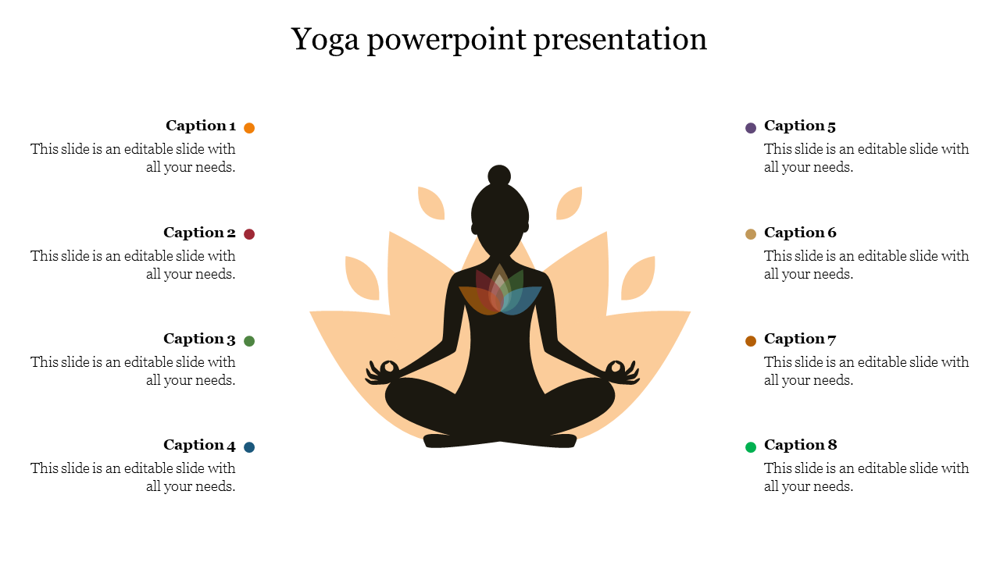 Yoga powerpoint presentation
Caption 1
This slide is an editable slide with
all your needs.
Caption 2
This slide is an editable slide with
all your needs.
Caption 3
This slide is an editable slide with
all your needs.
Caption 4
This slide is an editable slide with
all your needs.
Caption 5
This slide is an editable slide with
all your needs.
Caption 6
This slide is an editable slide with
all your needs.
Caption 7
This slide is an editable slide with
all your needs.
Caption 8
This slide is an editable slide with
all your needs.